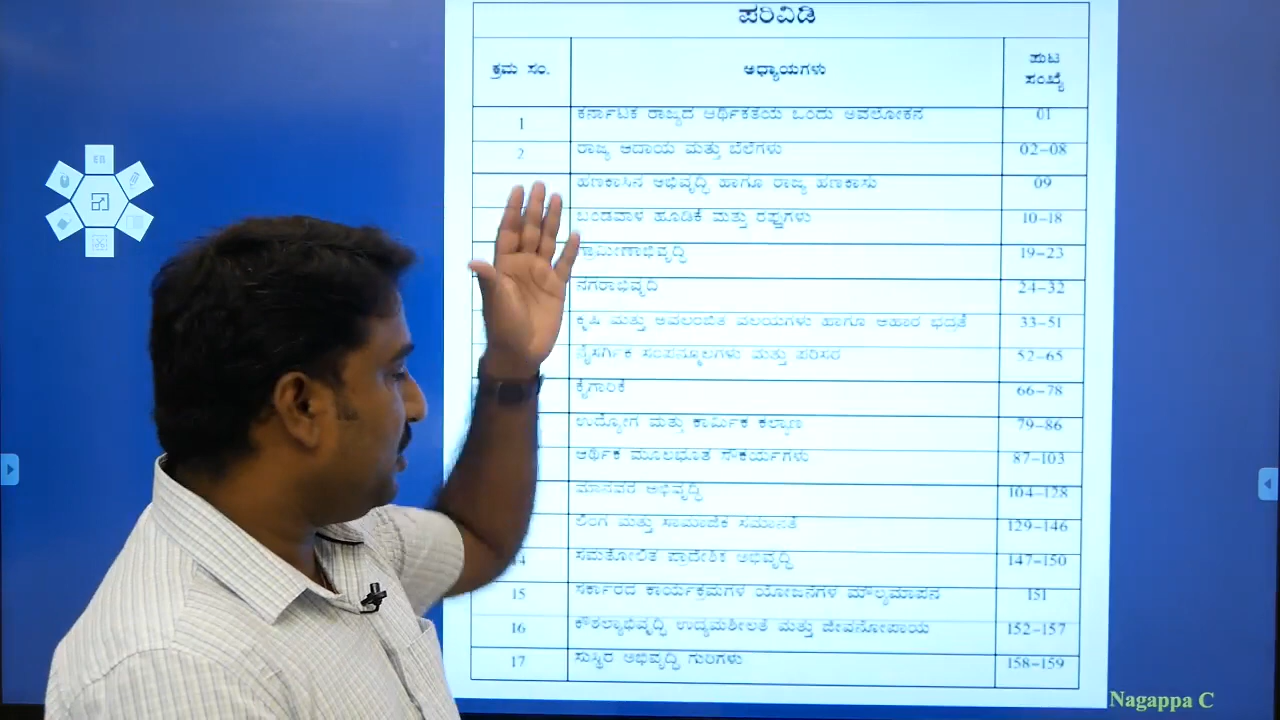 ಪರಿವಿಡಿ
ಕ್ರಮ ಸಂ. ಅಧ್ಯಾಯಗಳು ಪುಟ ಸಂಖ್ಯೆ
1 ಕರ್ನಾಟಕ ರಾಜ್ಯದ ಆರ್ಥಿಕತೆಯ ಒಂದು ಅವಲೋಕನ 01
2 ರಾಜ್ಯ ಆದಾಯ ಮತ್ತು ಬೆಲೆಗಳು 02-08
ಹಣಕಾಸಿನ ಅಭಿವೃದ್ಧಿ ಹಾಗೂ ರಾಜ್ಯ ಹಣಕಾಸು 09
ಬಂಡವಾಳ ಹೂಡಿಕೆ ಮತ್ತು ರಫ್ತುಗಳು 10-18
ಗ್ರಾಮೀಣಾಭಿವೃದ್ಧಿ 19-23
ನಗರಾಭಿವೃದ್ಧಿ 24-32
ಕೃಷಿ ಮತ್ತು ಅವಲಂಬಿತ ವಲಯಗಳು ಹಾಗೂ ಆಹಾರ ಭದ್ರತೆ 33-51
ನೈಸರ್ಗಿಕ ಸಂಪನ್ಮೂಲಗಳು ಮತ್ತು ಪರಿಸರ 52-65
ಕೈಗಾರಿಕೆ 66-78
ಉದ್ಯೋಗ ಮತ್ತು ಕಾರ್ಮಿಕ ಕಲ್ಯಾಣ 79-86
ಆರ್ಥಿಕ ಮೂಲಭೂತ ಸೌಕರ್ಯಗಳು 87-103
ಮಾನವರ ಅಭಿವೃದ್ಧಿ 104-128
ಲಿಂಗ ಮತ್ತು ಸಾಮಾಜಿಕ ಸಮಾನತೆ 129-146
4 ಸಮತೋಲಿತ ಪ್ರಾದೇಶಿಕ ಅಭಿವೃದ್ಧಿ 147-150
15 ಸರ್ಕಾರದ ಕಾರ್ಯಕ್ರಮಗಳ ಯೋಜನೆಗಳ ಮೌಲ್ಯಮಾಪನ 151
16 ಕೌಶಲ್ಯಾಭಿವೃದ್ಧಿ ಉದ್ಯಮಶೀಲತೆ ಮತ್ತು ಜೀವನೋಪಾಯ 152-157
17 ಸುಸ್ಥಿರ ಅಭಿವೃದ್ಧಿ ಗುರಿಗಳು 158-159
Nagappa C